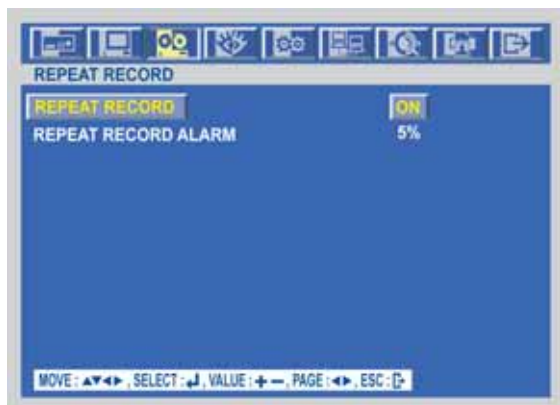 REPEAT RECORD
REPEAT RECORD ON
REPEAT RECORD ALARM 5%
MOVE : ▲▼◀▶ , SELECT : ↲ , VALUE : + − , PAGE : ◀▶ , ESC :